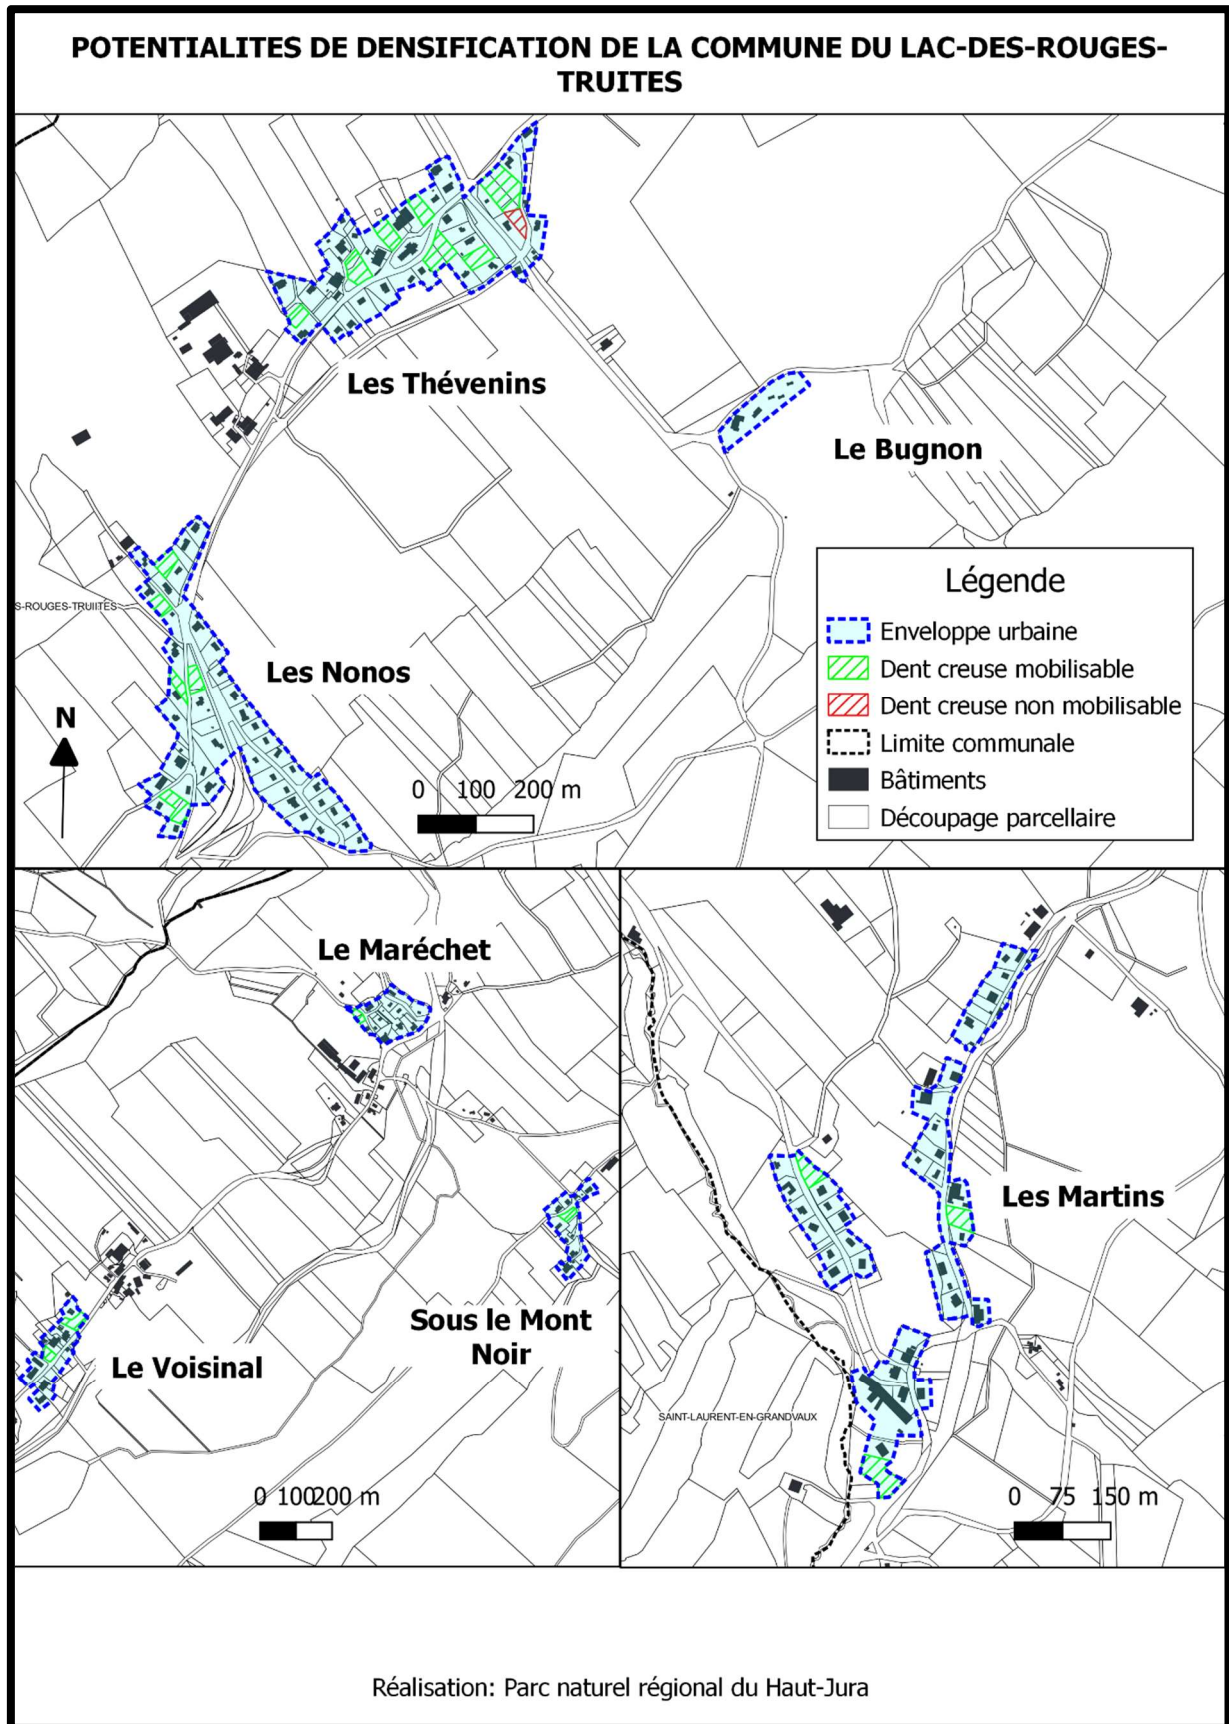 POTENTIALITES DE DENSIFICATION DE LA COMMUNE DU LAC-DES-ROUGES-
TRUITES
Les Thévenins
Le Bugnon
S-ROUGES-TRUIITES
Les Nonos
N
0 100 200 m
Légende
Enveloppe urbaine
Dent creuse mobilisable
Dent creuse non mobilisable
Limite communale
Bâtiments
Découpage parcellaire
Le Maréchet
Sous le Mont
Noir
Le Voisinal
0 100200 m
Les Martins
SAINT-LAURENT-EN-GRANDVAUX
0 75 150 m
Réalisation: Parc naturel régional du Haut-Jura